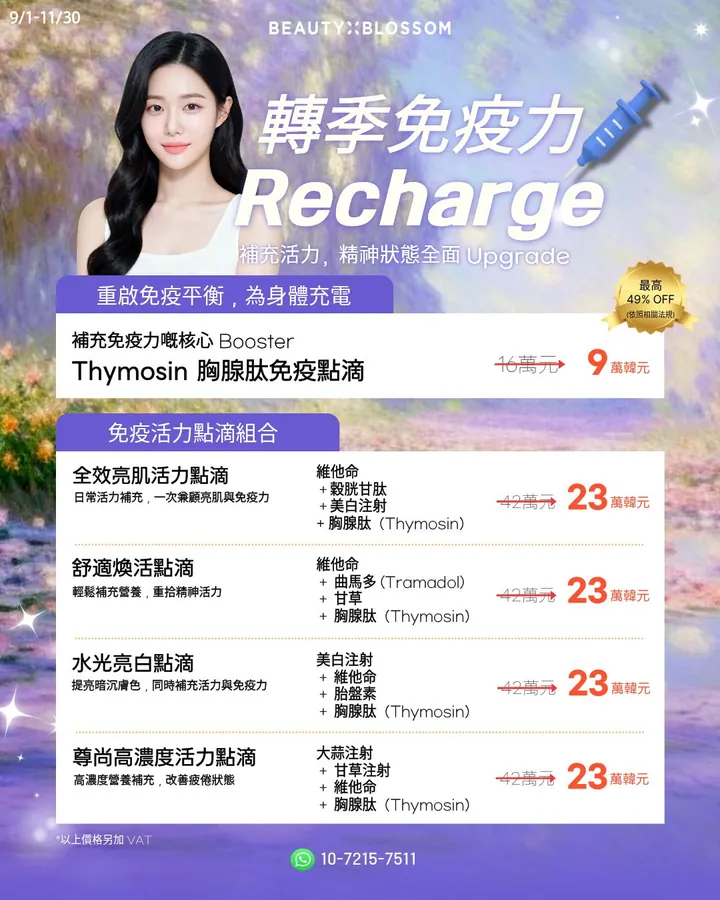 9/1-11/30
BEAUTY BLOSSOM
轉季免疫力
Recharge
補充活力, 精神狀態全面 Upgrade
重啟免疫平衡, 為身體充電
最高
49% OFF
(依照相關法規)
補充免疫力嘅核心 Booster
Thymosin 胸腺肽免疫點滴
16萬元 9 萬韓元
免疫活力點滴組合
全效亮肌活力點滴
日常活力補充, 一次兼顧亮肌與免疫力
維他命
+穀胱甘肽
+美白注射
+胸腺肽 (Thymosin)
42萬元 23 萬韓元
舒適煥活點滴
輕鬆補充營養, 重拾精神活力
維他命
+ 曲馬多 (Tramadol)
+ 甘草
+ 胸腺肽 (Thymosin)
42萬元 23 萬韓元
水光亮白點滴
提亮暗沉膚色, 同時補充活力與免疫力
美白注射
+ 維他命
+ 胎盤素
+ 胸腺肽 (Thymosin)
42萬元 23 萬韓元
尊尚高濃度活力點滴
高濃度營養補充, 改善疲倦狀態
大蒜注射
+ 甘草注射
+ 維他命
+ 胸腺肽 (Thymosin)
42萬元 23 萬韓元
*以上價格另加 VAT
10-7215-7511